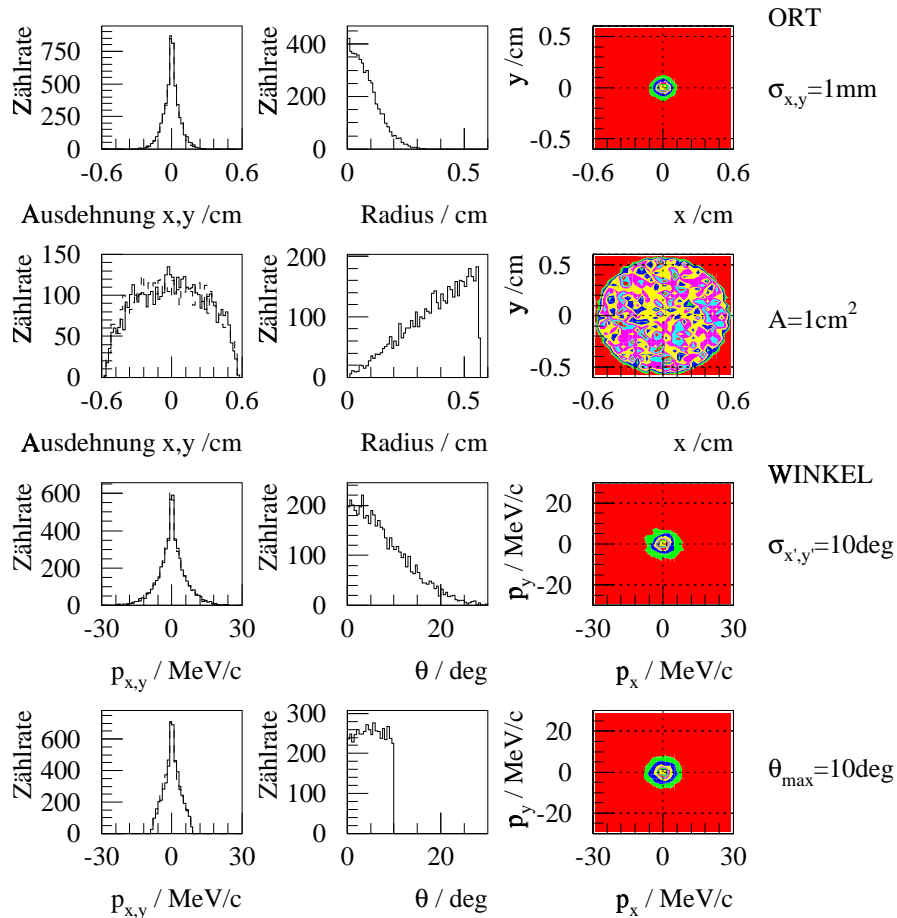 Zählrate
750
500
250
0
-0.6 0 0.6
Ausdehnung x,y /cm
Zählrate
400
200
0
0 0.5
Radius / cm
y /cm
0.5
0
-0.5
-0.6 0 0.6
x /cm
ORT
σx,y=1mm
Zählrate
150
100
50
0
-0.6 0 0.6
Ausdehnung x,y /cm
Zählrate
200
100
0
0 0.5
Radius / cm
y /cm
0.5
0
-0.5
-0.6 0 0.6
x /cm
A=1cm²
Zählrate
600
400
200
0
-30 0 30
px,y / MeV/c
Zählrate
200
100
0
0 20
θ / deg
py / MeV/c
20
0
-20
-30 0 30
px / MeV/c
WINKEL
σx',y'=10deg
Zählrate
600
400
200
0
-30 0 30
px,y / MeV/c
Zählrate
300
200
100
0
0 20
θ / deg
py / MeV/c
20
0
-20
-30 0 30
px / MeV/c
θmax=10deg